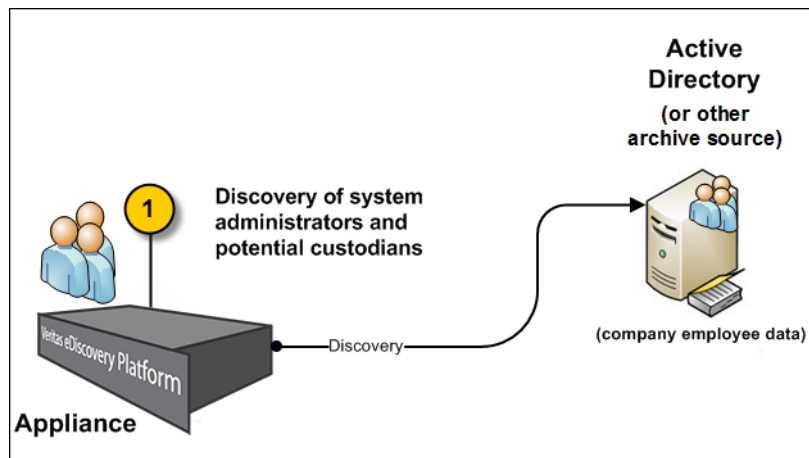 Active
Directory
(or other
archive source)
1
Discovery of system
administrators and
potential custodians
Veritas eDiscovery Platform
Discovery
(company employee data)
Appliance